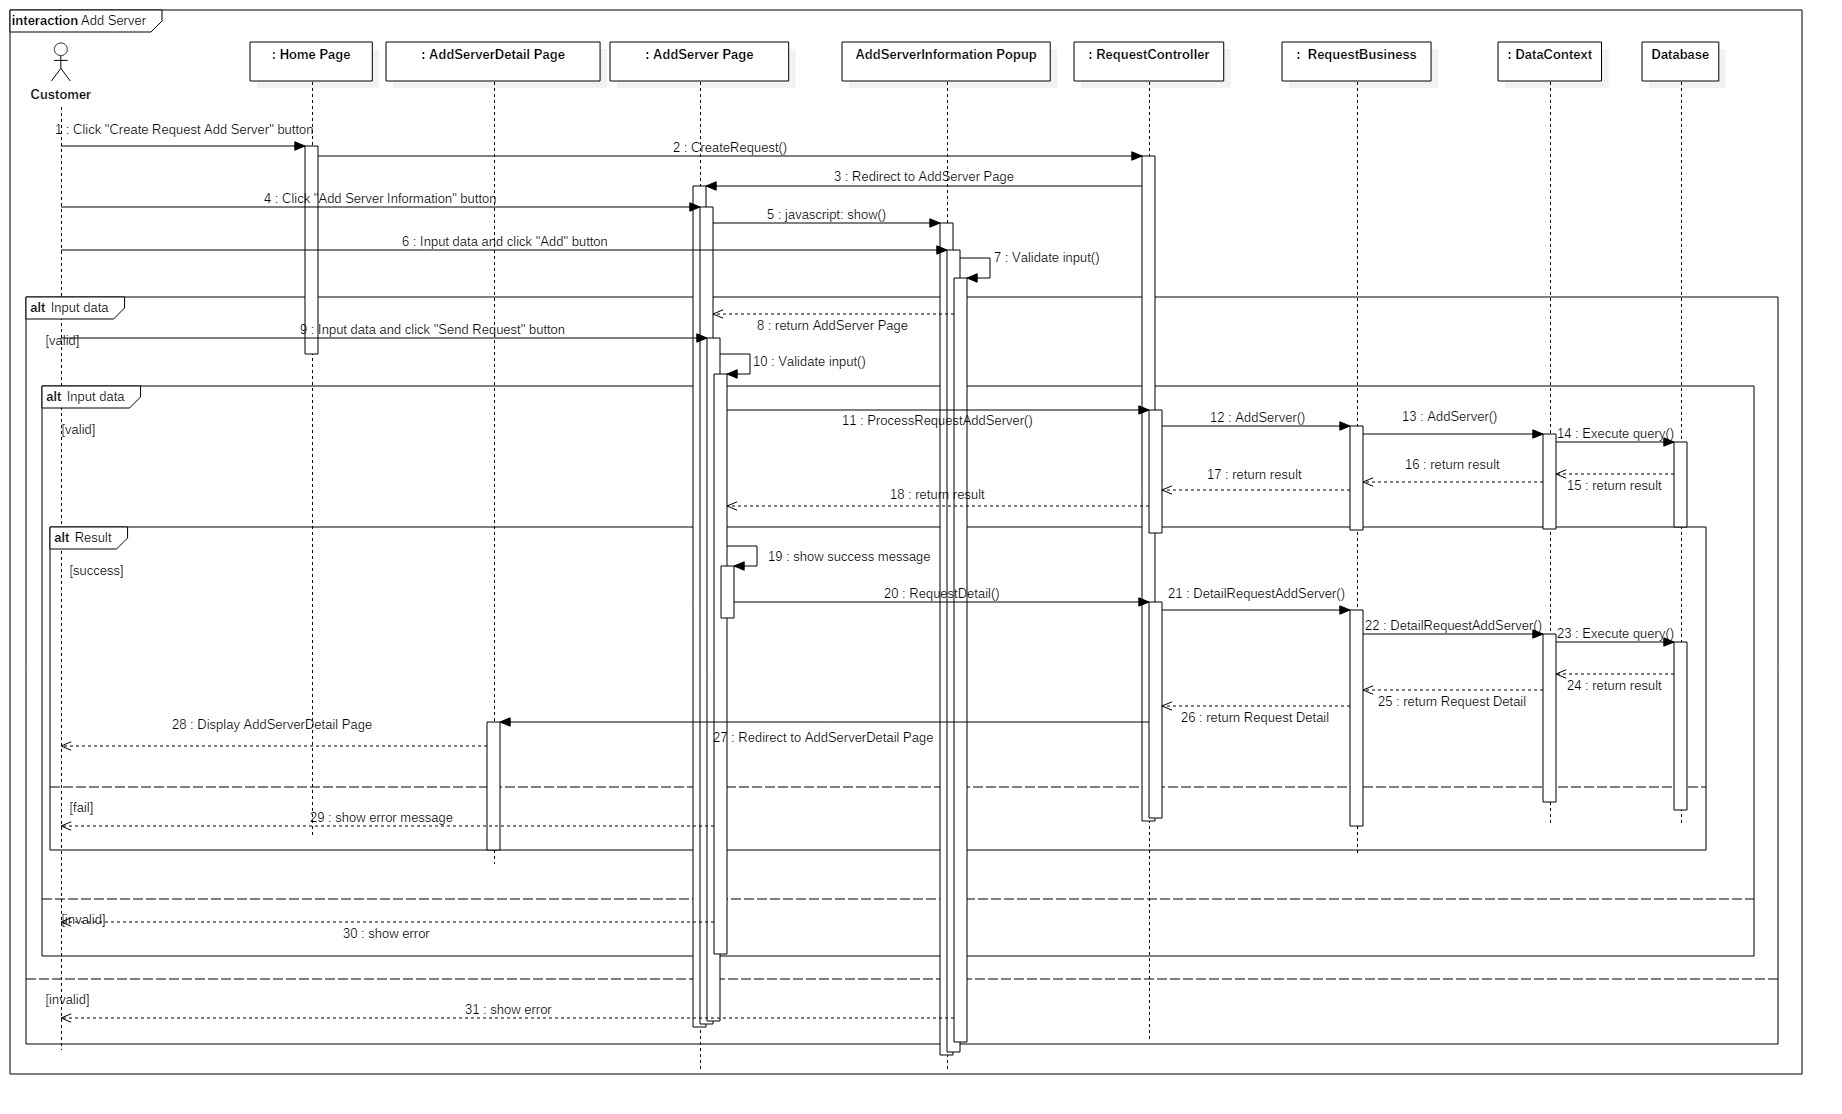 interaction Add Server
Customer
: Home Page
: AddServerDetail Page
: AddServer Page
AddServerInformation Popup
: RequestController
: RequestBusiness
: DataContext
Database
1 : Click "Create Request Add Server" button
2 : CreateRequest()
3 : Redirect to AddServer Page
4 : Click "Add Server Information" button
5 : javascript: show()
6 : Input data and click "Add" button
7 : Validate input()
alt Input data
8 : return AddServer Page
9 : Input data and click "Send Request" button
[valid]
10 : Validate input()
alt Input data
11 : ProcessRequestAddServer()
12 : AddServer()
13 : AddServer()
[valid]
14 : Execute query()
15 : return result
16 : return result
17 : return result
18 : return result
alt Result
19 : show success message
[success]
20 : RequestDetail()
21 : DetailRequestAddServer()
22 : DetailRequestAddServer()
23 : Execute query()
24 : return result
25 : return Request Detail
26 : return Request Detail
27 : Redirect to AddServerDetail Page
28 : Display AddServerDetail Page
[fail]
29 : show error message
[invalid]
30 : show error
[invalid]
31 : show error